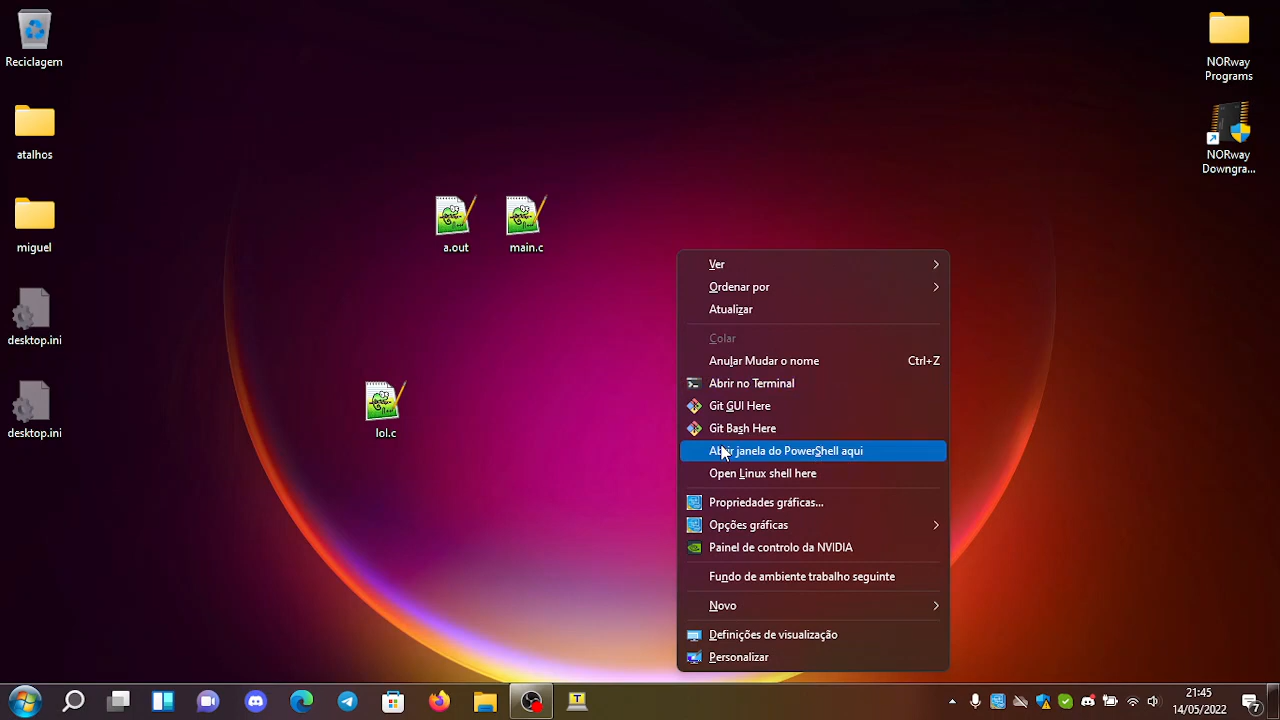 Reciclagem
atalhos
miguel
desktop.ini
desktop.ini
a.out
main.c
lol.c
NORway
Programs
NORway
Downgra...
Ver
Ordenar por
Atualizar
Colar
Anular Mudar o nome Ctrl+Z
Abrir no Terminal
Git GUI Here
Git Bash Here
Abrir janela do PowerShell aqui
Open Linux shell here
Propriedades gráficas...
Opções gráficas
Painel de controlo da NVIDIA
Fundo de ambiente trabalho seguinte
Novo
Definições de visualização
Personalizar
21:45
14/05/2022
7